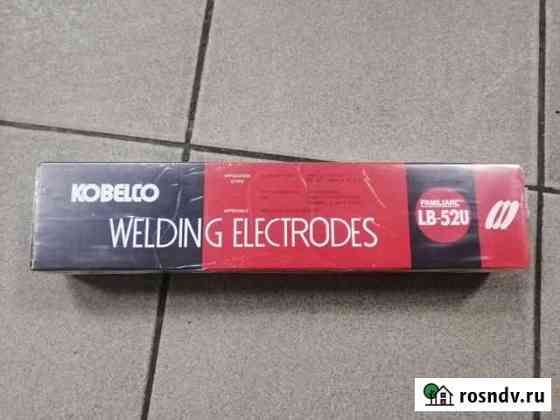 KOBELCO
WELDING ELECTRODES
FAMILIARC
LB-52U
rosndv.ru